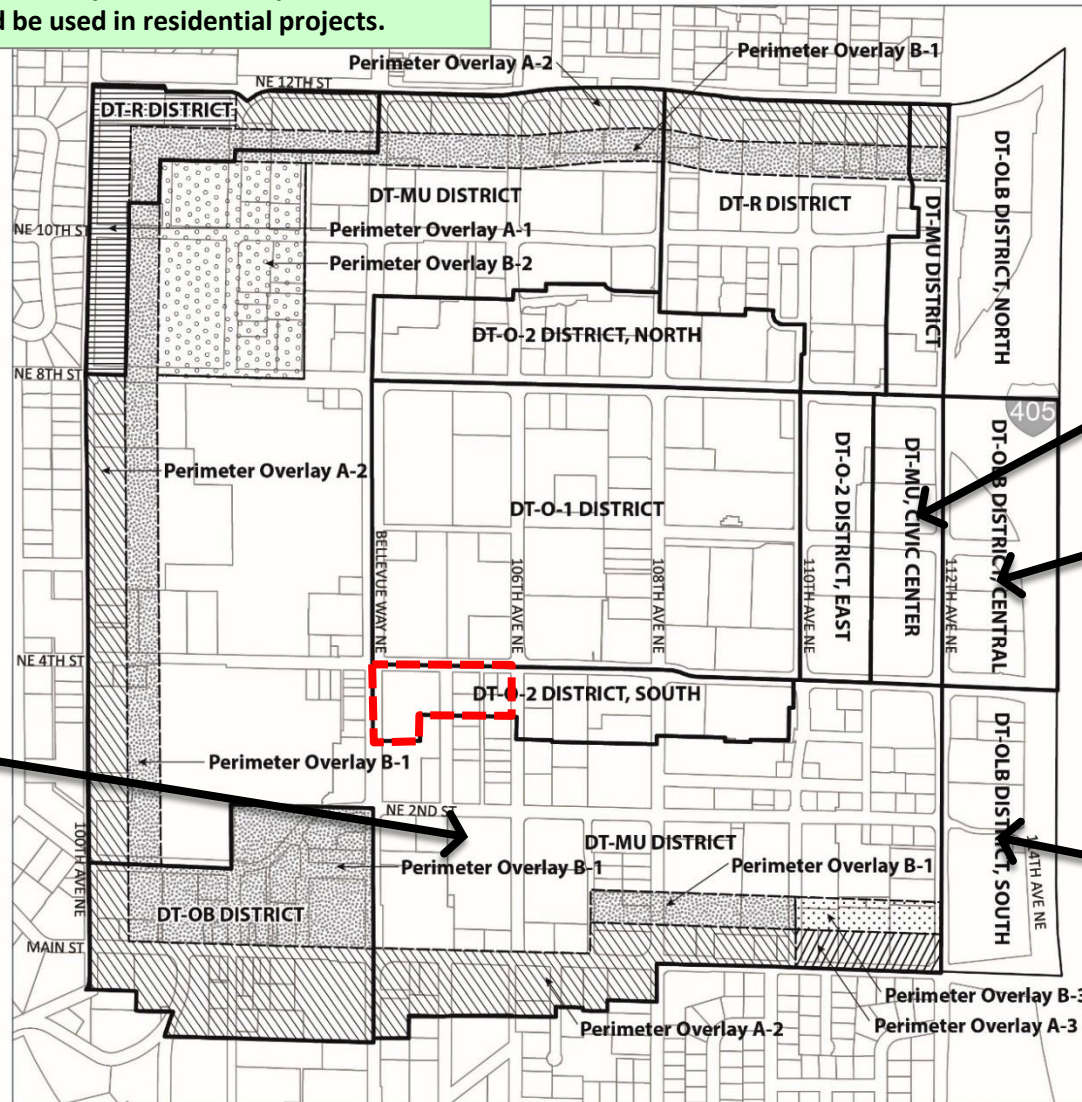 be used in residential projects.
Perimeter Overlay B-1
Perimeter Overlay A-2
NE 12TH ST
DT-R DISTRICT
DT-OLB DISTRICT, NORTH
DT-MU DISTRICT
DT-R DISTRICT
DT-MU DISTRICT
NE 10TH ST
Perimeter Overlay A-1
Perimeter Overlay B-2
DT-O-2 DISTRICT, NORTH
NE 8TH ST
405
Perimeter Overlay A-2
DT-O-1 DISTRICT
DT-O-2 DISTRICT, EAST
DT-MU, CIVIC CENTER
DT-OLB DISTRICT, CENTRAL
BELLEVUE WAY NE
106TH AVE NE
108TH AVE NE
110TH AVE NE
112TH AVE NE
NE 4TH ST
DT-O-2 DISTRICT, SOUTH
DT-OLB DISTRICT, SOUTH
Perimeter Overlay B-1
NE 2ND ST
DT-MU DISTRICT
Perimeter Overlay B-1
Perimeter Overlay B-1
100TH AVE NE
114TH AVE NE
DT-OB DISTRICT
MAIN ST
Perimeter Overlay B-3
Perimeter Overlay A-3
Perimeter Overlay A-2